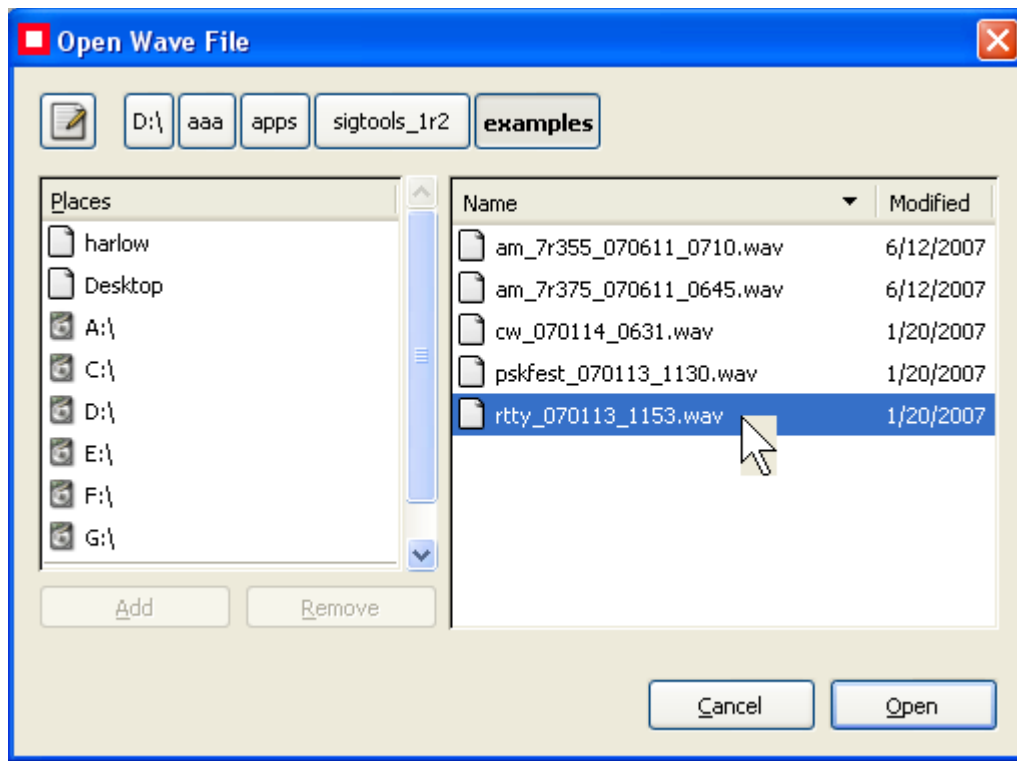 Open Wave File
D:\ aaa apps sigtools_1r2 examples
Places
harlow
Desktop
A:\
C:\
D:\
E:\
F:\
G:\
Add Remove
Name Modified
am_7r355_070611_0710.wav 6/12/2007
am_7r375_070611_0645.wav 6/12/2007
cw_070114_0631.wav 1/20/2007
pskfest_070113_1130.wav 1/20/2007
rtty_070113_1153.wav 1/20/2007
Cancel Open